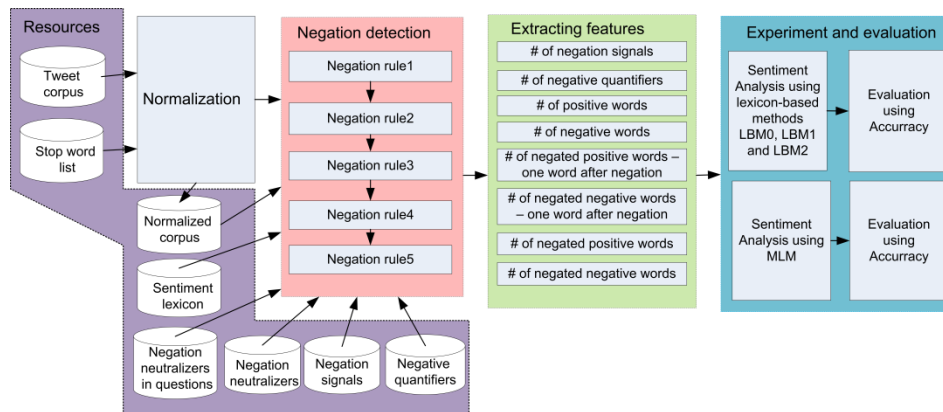 Resources
Tweet
corpus
Stop word
list
Normalization
Normalized
corpus
Sentiment
lexicon
Negation
neutralizers
in questions
Negation
neutralizers
Negation
signals
Negative
quantifiers
Negation detection
Negation rule1
Negation rule2
Negation rule3
Negation rule4
Negation rule5
Extracting features
# of negation signals
# of negative quantifiers
# of positive words
# of negative words
# of negated positive words –
one word after negation
# of negated negative words
– one word after negation
# of negated positive words
# of negated negative words
Experiment and evaluation
Sentiment
Analysis using
lexicon-based
methods
LBM0, LBM1
and LBM2
Evaluation
using
Accurracy
Sentiment
Analysis using
MLM
Evaluation
using
Accuracy